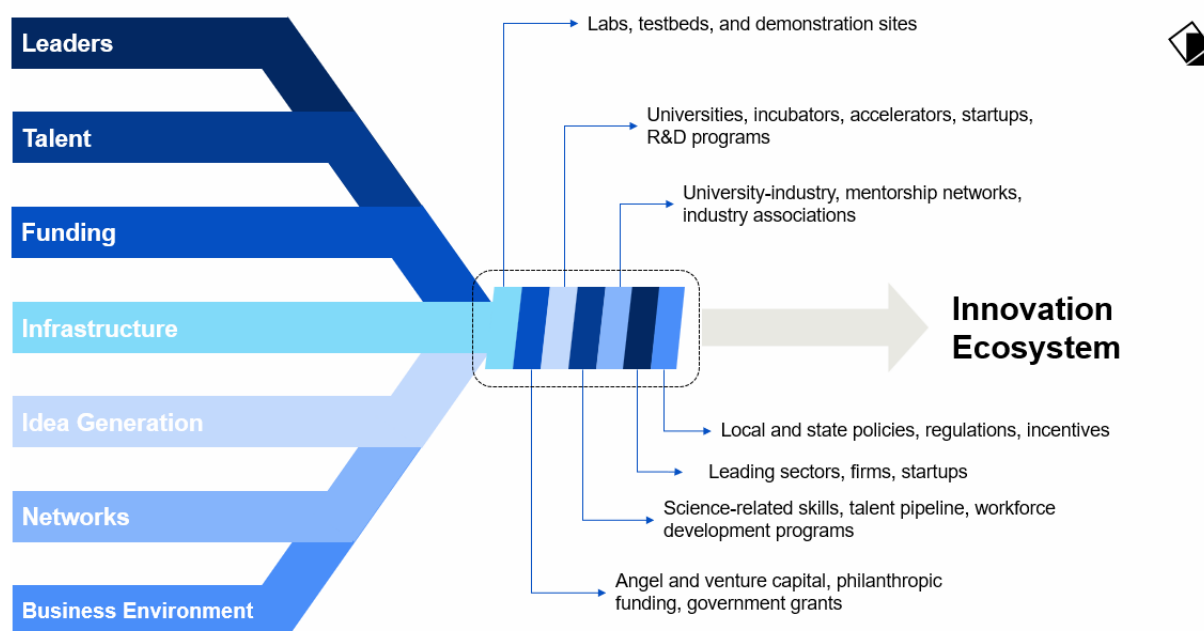 Leaders
Talent
Funding
Infrastructure
Idea Generation
Networks
Business Environment
Labs, testbeds, and demonstration sites
Universities, incubators, accelerators, startups,
R&D programs
University-industry, mentorship networks,
industry associations
Innovation
Ecosystem
Local and state policies, regulations, incentives
Leading sectors, firms, startups
Science-related skills, talent pipeline, workforce
development programs
Angel and venture capital, philanthropic
funding, government grants